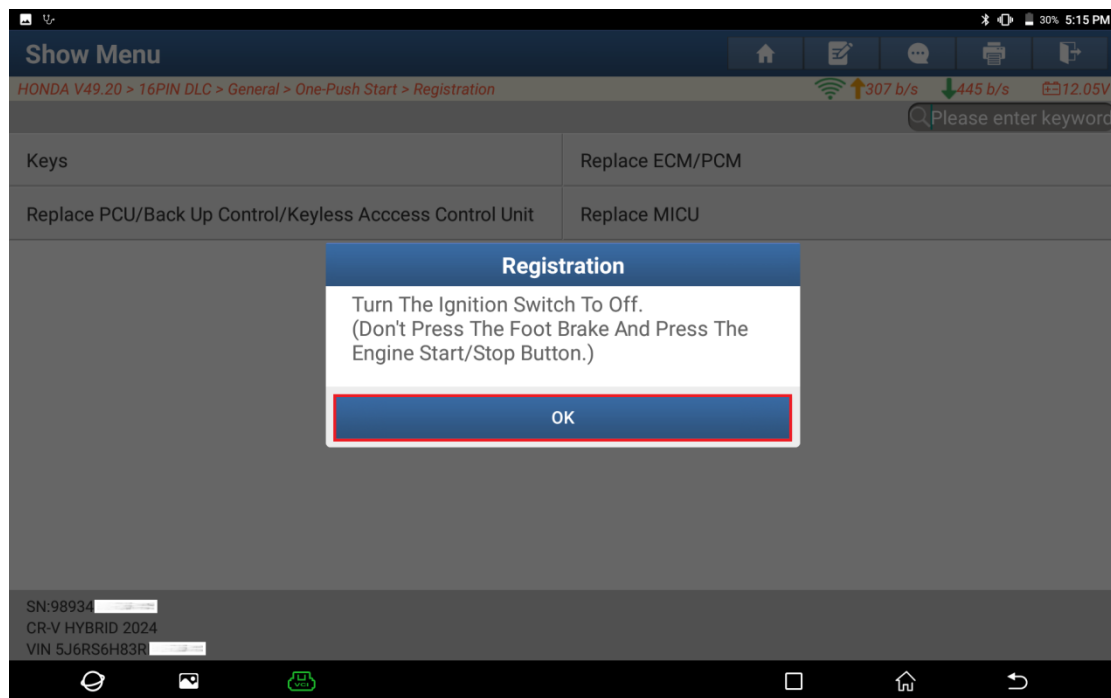 30% 5:15 PM
Show Menu
HONDA V49.20 > 16PIN DLC > General > One-Push Start > Registration
307 b/s 445 b/s 12.05V
Please enter keyword
Keys
Replace ECM/PCM
Replace PCU/Back Up Control/Keyless Acccess Control Unit
Replace MICU
Registration
Turn The Ignition Switch To Off.
(Don't Press The Foot Brake And Press The
Engine Start/Stop Button.)
OK
SN:98934
CR-V HYBRID 2024
VIN 5J6RS6H83R
VCI